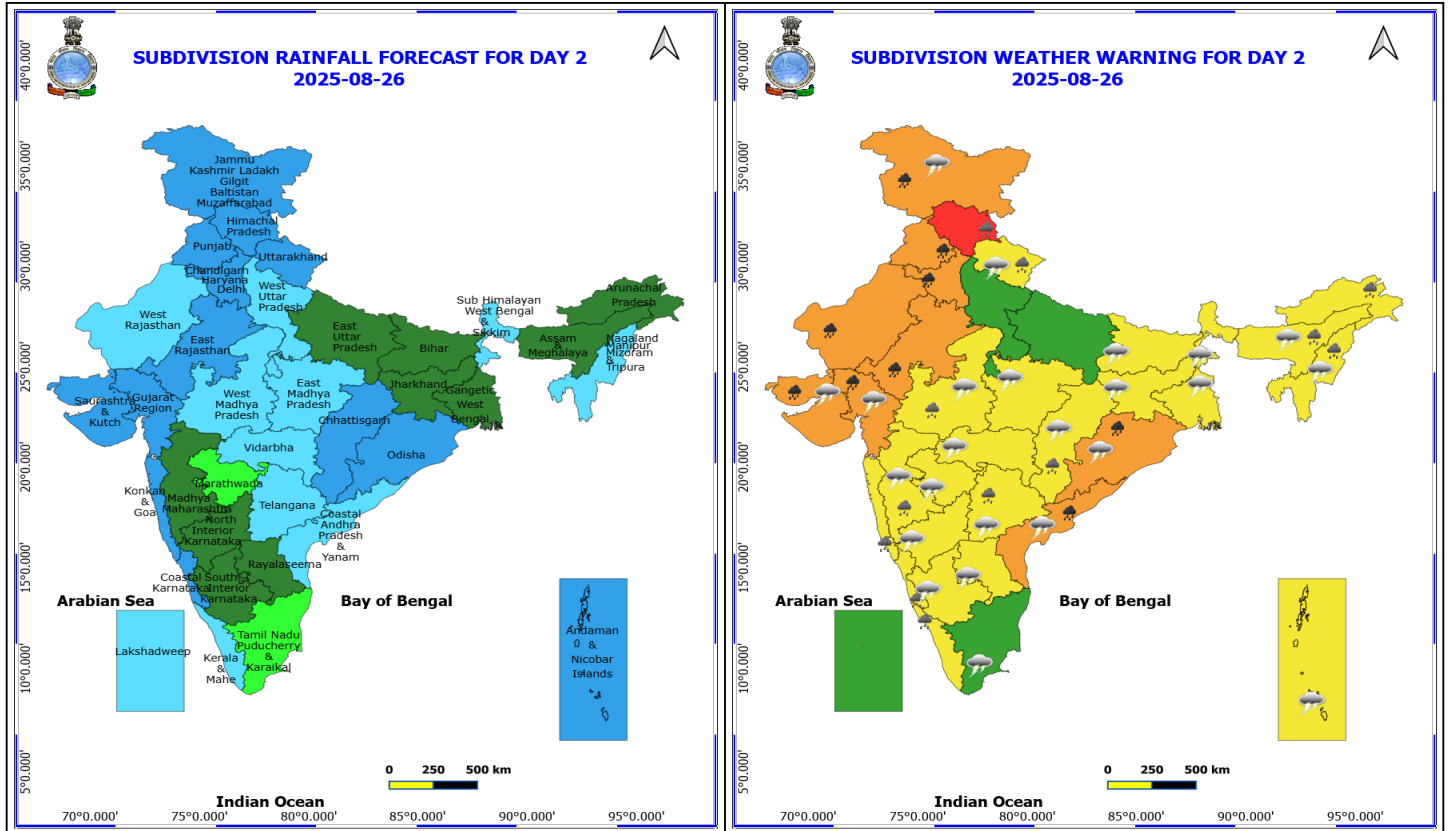 SUBDIVISION RAINFALL FORECAST FOR DAY 2
2025-08-26
40°0.000'
35°0.000'
30°0.000'
25°0.000'
20°0.000'
15°0.000'
10°0.000'
5°0.000'
Jammu
Kashmir Ladakh
Gilgit
Baltistan
Muzaffarabad
Himachal
Pradesh
Punjab
Uttarakhand
Chandigarh
Haryana
Delhi
West
Uttar
Pradesh
West
Rajasthan
East
Rajasthan
East
Uttar
Pradesh
Bihar
Sub Himalayan
West Bengal
&
Sikkim
Arunachal
Pradesh
Assam
&
Meghalaya
Nagaland
Manipur
Mizoram
&
Tripura
Jharkhand
Gangetic
West
Bengal
Saurashtra
&
Kutch
Gujarat
Region
West
Madhya
Pradesh
East
Madhya
Pradesh
Chhattisgarh
Odisha
Vidarbha
Marathwada
Konkan
&
Goa
Madhya
Maharashtra
Telangana
North
Interior
Karnataka
Coastal
Andhra
Pradesh
&
Yanam
Rayalaseema
Coastal
Karnataka
South
Interior
Karnataka
Arabian Sea
Bay of Bengal
Lakshadweep
Kerala
&
Mahe
Tamil Nadu
Puducherry
&
Karaikal
Andaman
&
Nicobar
Islands
0 250 500 km
Indian Ocean
70°0.000' 75°0.000' 80°0.000' 85°0.000' 90°0.000' 95°0.000'
SUBDIVISION WEATHER WARNING FOR DAY 2
2025-08-26
40°0.000'
35°0.000'
30°0.000'
25°0.000'
20°0.000'
15°0.000'
10°0.000'
5°0.000'
Arabian Sea
Bay of Bengal
0 250 500 km
Indian Ocean
70°0.000' 75°0.000' 80°0.000' 85°0.000' 90°0.000' 95°0.000'